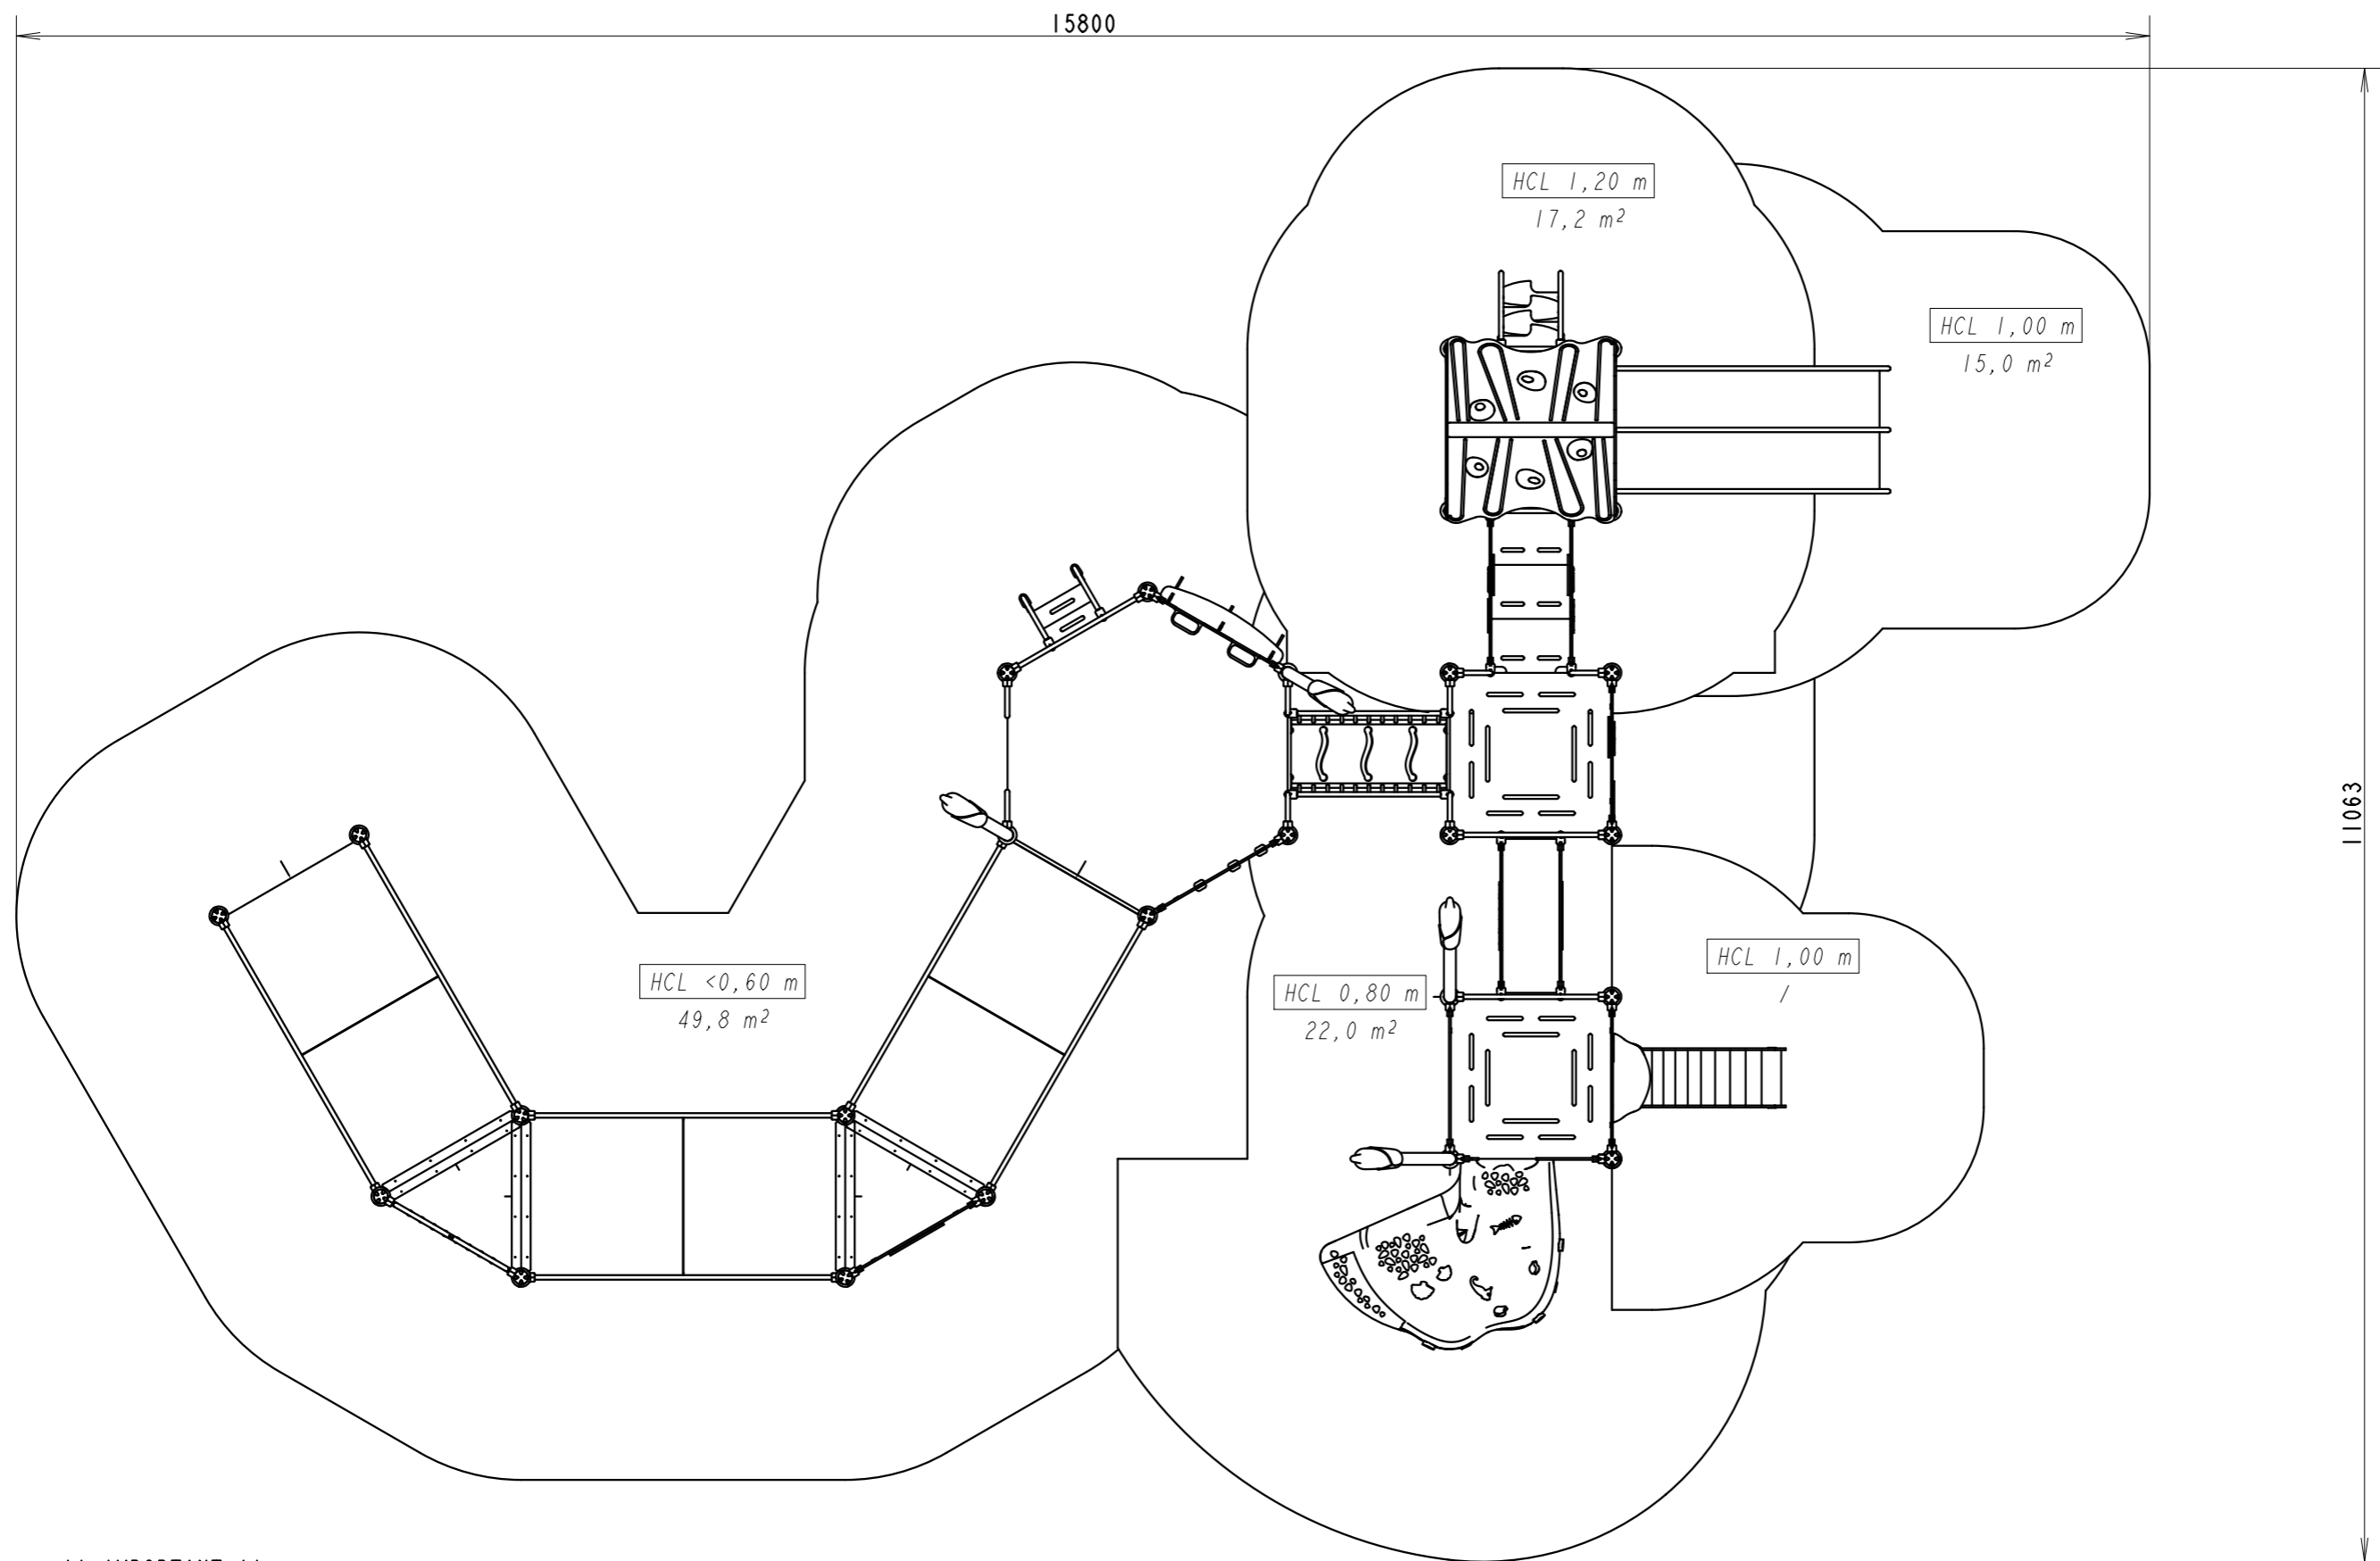 15800
HCL 1,20 m
17,2 m²
HCL 1,00 m
15,0 m²
11063
HCL 1,00 m
/
HCL <0,60 m
49,8 m²
HCL 0,80 m
22,0 m²